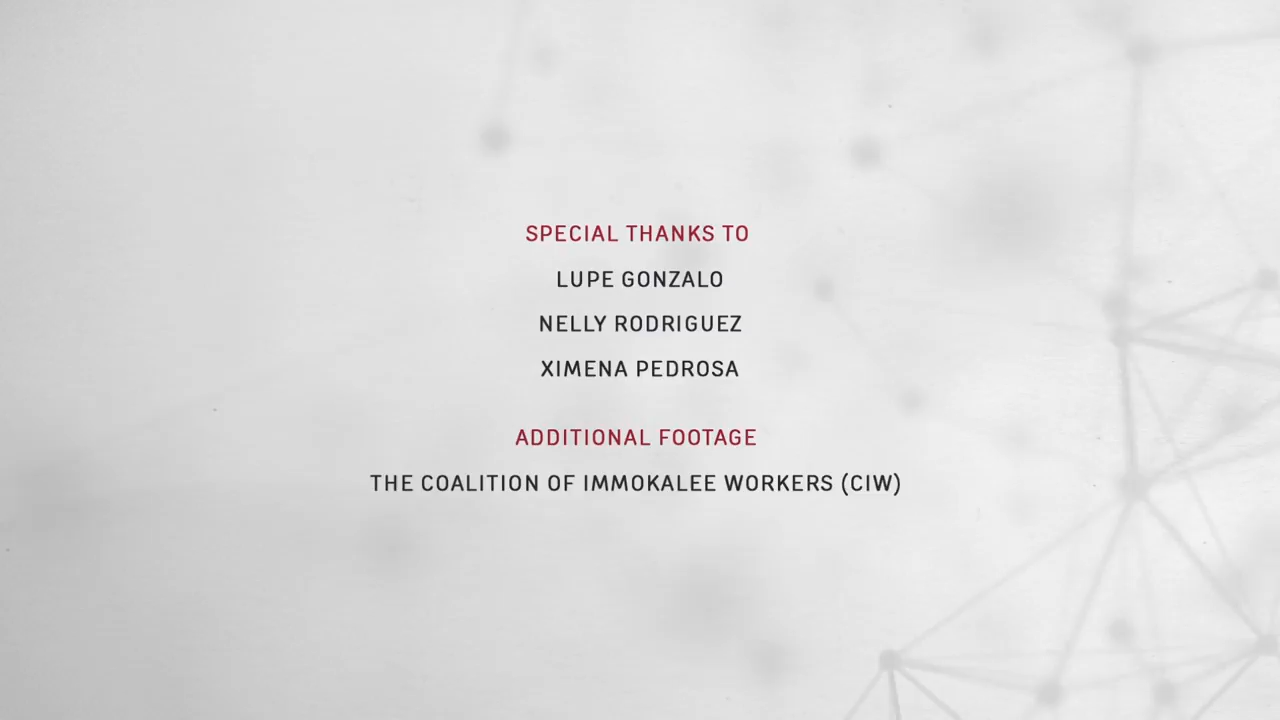 SPECIAL THANKS TO
LUPE GONZALO
NELLY RODRIGUEZ
XIMENA PEDROSA
ADDITIONAL FOOTAGE
THE COALITION OF IMMOKALEE WORKERS (CIW)